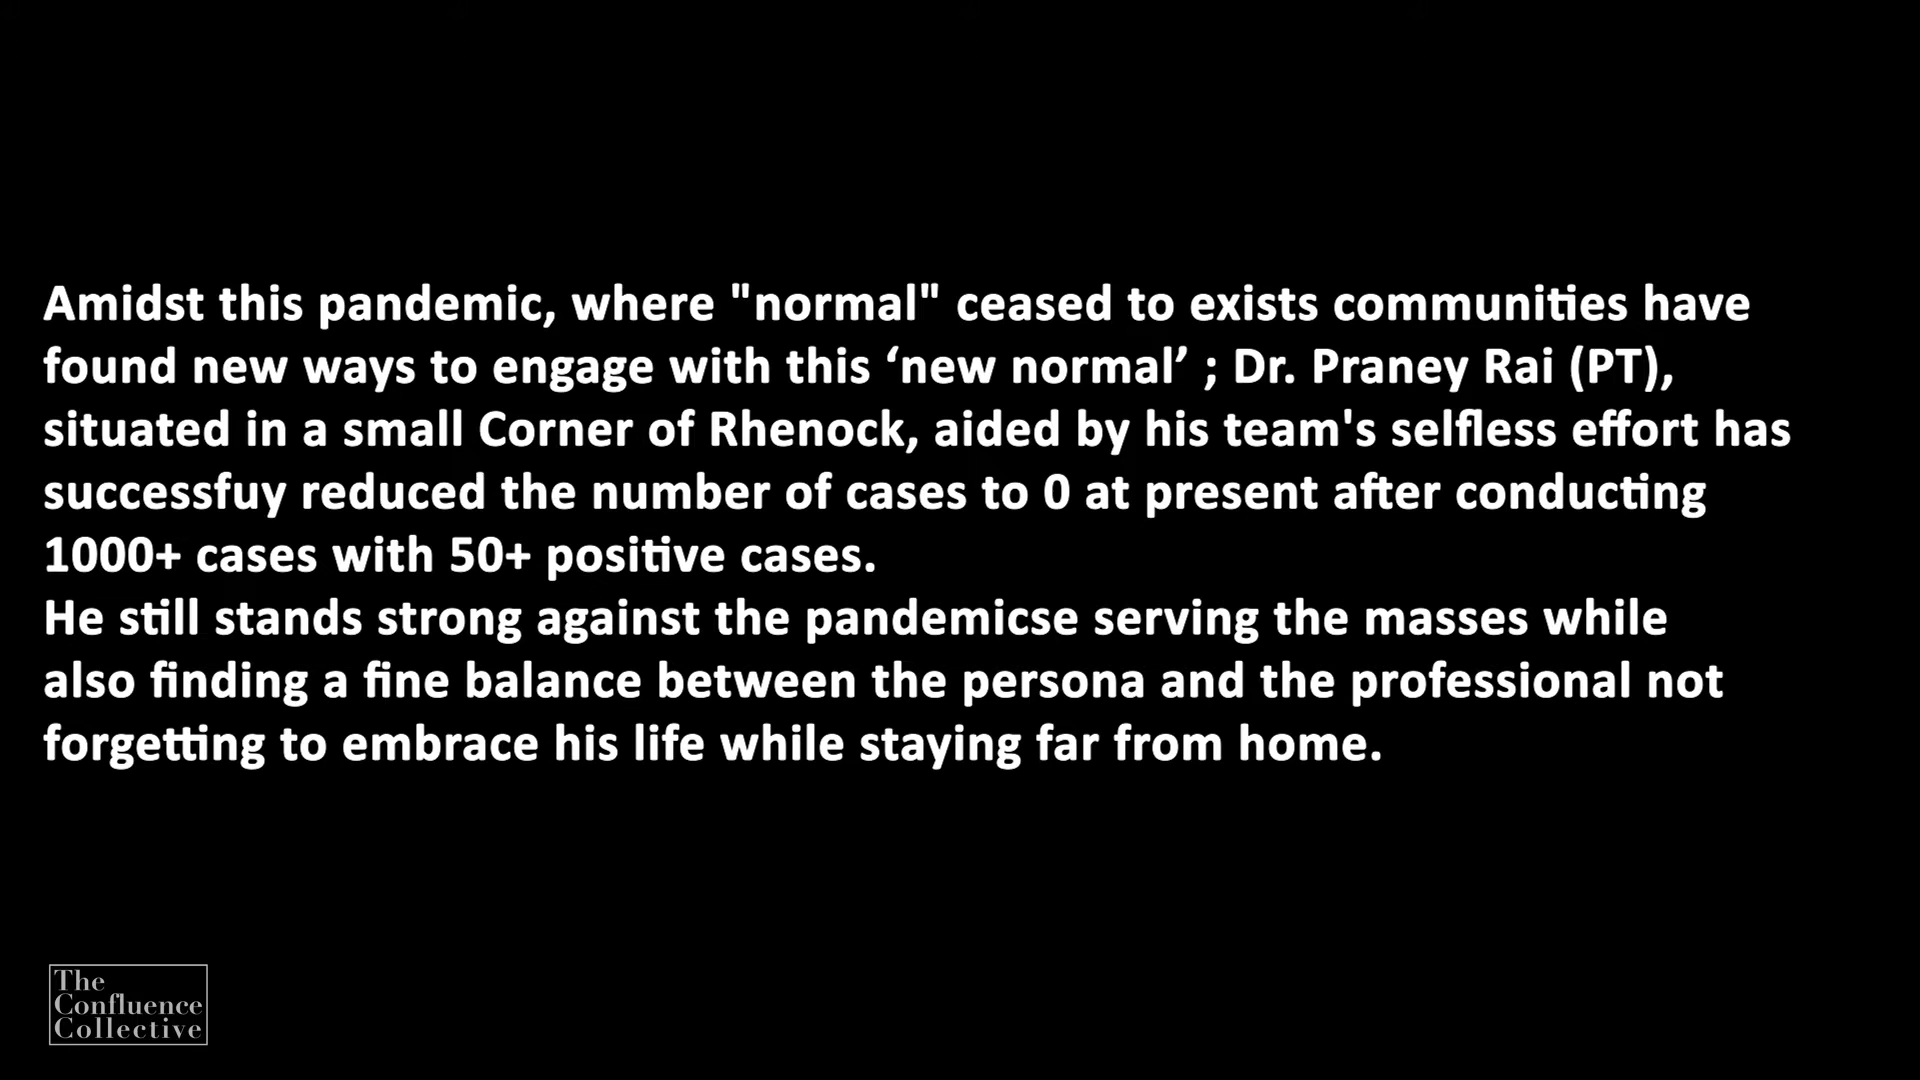 Amidst this pandemic, where "normal" ceased to exists communities have
found new ways to engage with this ‘new normal’ ; Dr. Praney Rai (PT),
situated in a small Corner of Rhenock, aided by his team's selfless effort has
successfuy reduced the number of cases to 0 at present after conducting
1000+ cases with 50+ positive cases.
He still stands strong against the pandemicse serving the masses while
also finding a fine balance between the persona and the professional not
forgetting to embrace his life while staying far from home.
The
Confluence
Collective